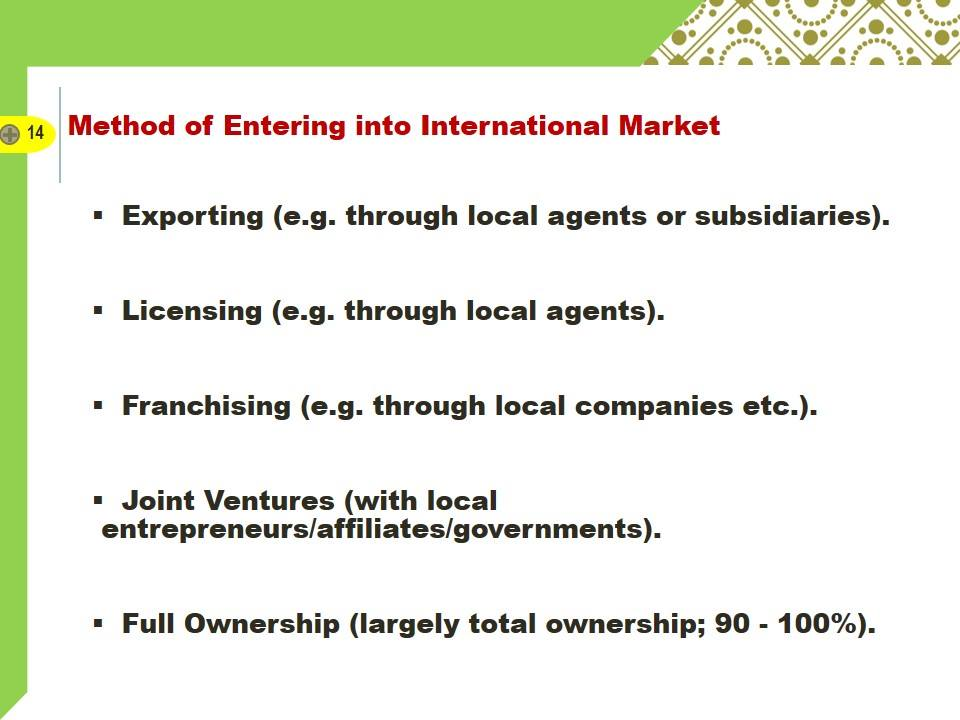 14
Method of Entering into International Market
▪ Exporting (e.g. through local agents or subsidiaries).
▪ Licensing (e.g. through local agents).
▪ Franchising (e.g. through local companies etc.).
▪ Joint Ventures (with local
entrepreneurs/affiliates/governments).
▪ Full Ownership (largely total ownership; 90 - 100%).